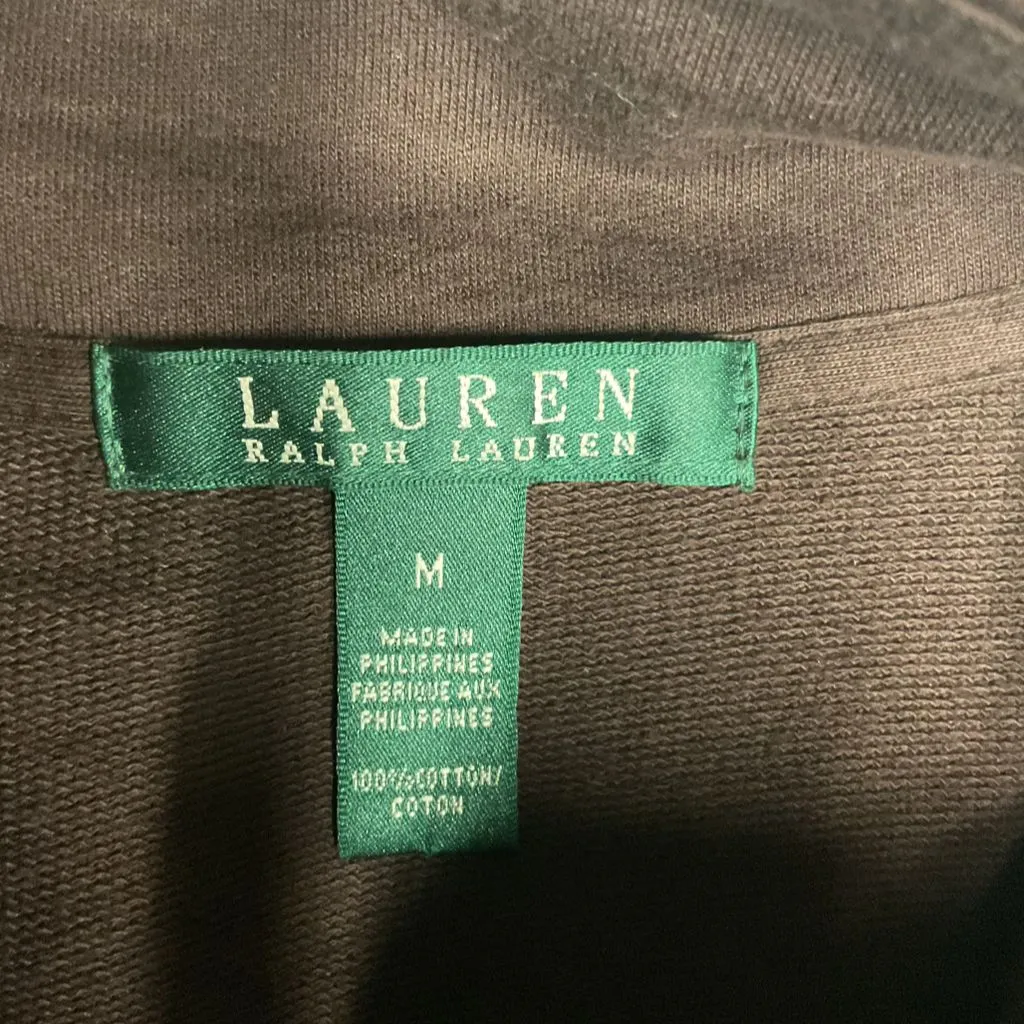 LAUREN
RALPH LAUREN
M
MADE IN
PHILIPPINES
FABRIQUE AUX
PHILIPPINES
100% COTTON/
COTON